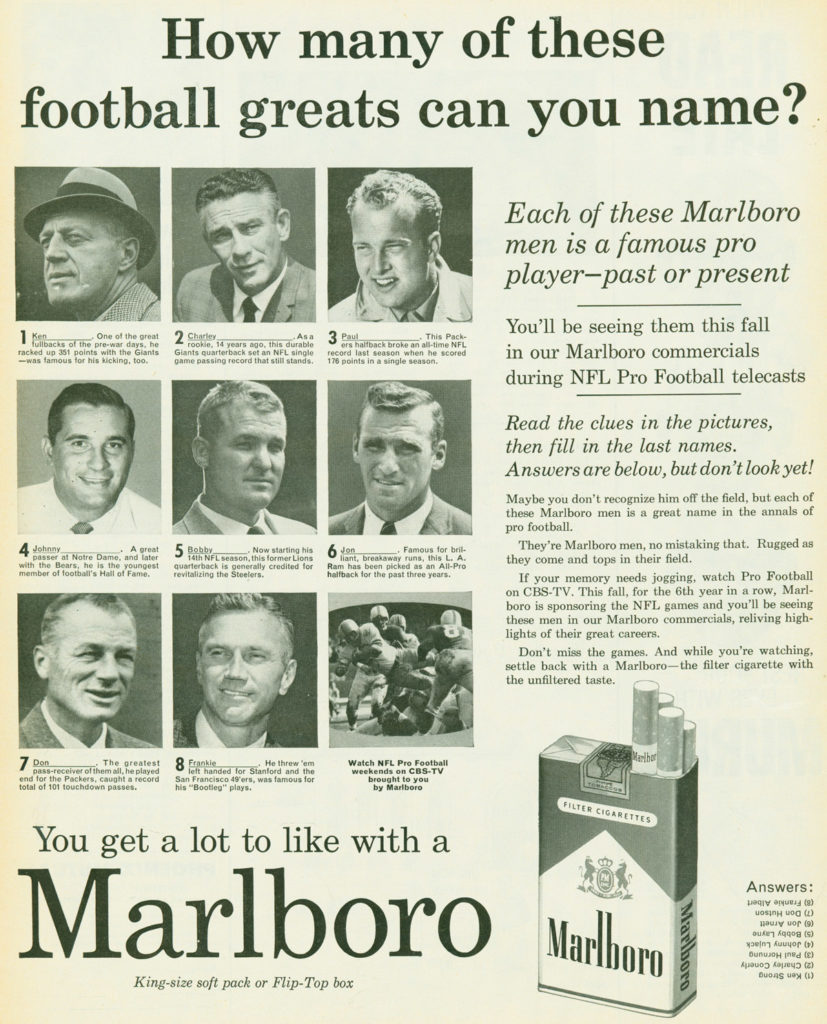 How many of these
football greats can you name?
1 Ken__________. One of the great
fullbacks of the pre-war days, he
racked up 351 points with the Giants
—was famous for his kicking, too.
2 Charley__________. As a
rookie, 14 years ago, this durable
Giants quarterback set an NFL single
game passing record that still stands.
3 Paul__________. This Pack-
ers halfback broke an all-time NFL
record last season when he scored
176 points in a single season.
4 Johnny__________. A great
passer at Notre Dame, and later
with the Bears, he is the youngest
member of football's Hall of Fame.
5 Bobby__________. Now starting his
14th NFL season, this former Lions
quarterback is generally credited for
revitalizing the Steelers.
6 Jon__________. Famous for bril-
liant, breakaway runs, this L. A.
Ram has been picked as an All-Pro
halfback for the past three years.
7 Don__________. The greatest
pass-receiver of them all, he played
end for the Packers, caught a record
total of 101 touchdown passes.
8 Frankie__________. He threw 'em
left handed for Stanford and the
San Francisco 49'ers, was famous for
his "Bootleg" plays.
Watch NFL Pro Football
weekends on CBS-TV
brought to you
by Marlboro
Each of these Marlboro
men is a famous pro
player—past or present
You'll be seeing them this fall
in our Marlboro commercials
during NFL Pro Football telecasts
Read the clues in the pictures,
then fill in the last names.
Answers are below, but don't look yet!
Maybe you don't recognize him off the field, but each of
these Marlboro men is a great name in the annals of
pro football.
They're Marlboro men, no mistaking that. Rugged as
they come and tops in their field.
If your memory needs jogging, watch Pro Football
on CBS-TV. This fall, for the 6th year in a row, Marl-
boro is sponsoring the NFL games and you'll be seeing
these men in our Marlboro commercials, reliving high-
lights of their great careers.
Don't miss the games. And while you're watching,
settle back with a Marlboro—the filter cigarette with
the unfiltered taste.
You get a lot to like with a
Marlboro
King-size soft pack or Flip-Top box
Marlboro
TOBACCOS
FILTER CIGARETTES
Marlboro
Marlboro
Answers:
(1) Ken Strong
(2) Charley Conerly
(3) Paul Hornung
(4) Johnny Lujack
(5) Bobby Layne
(6) Jon Arnett
(7) Don Hutson
(8) Frankie Albert